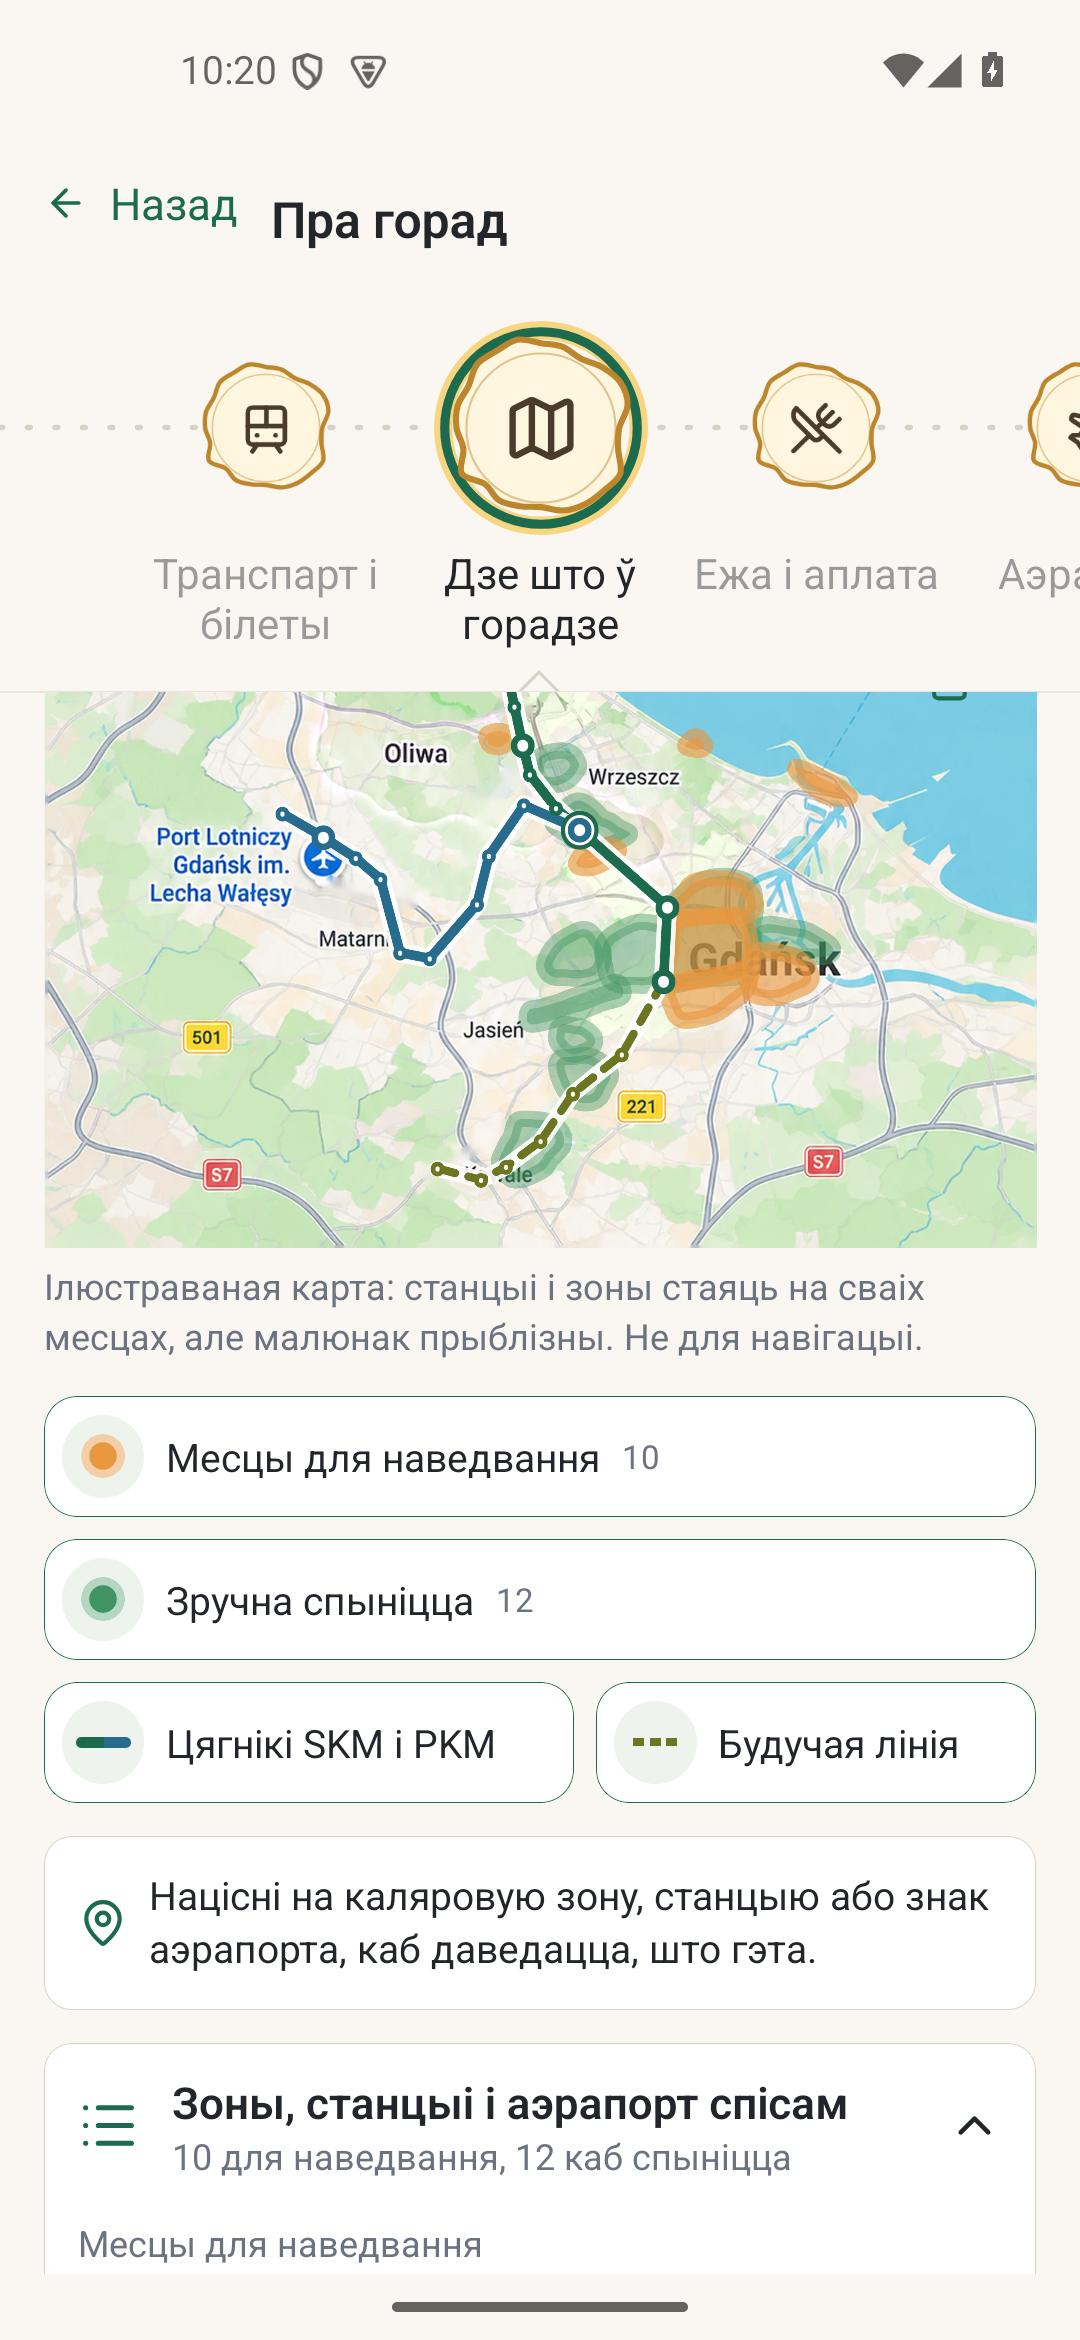 10:20
Назад
Пра горад
Транспарт і
білеты
Дзе што ў
горадзе
Ежа і аплата
Oliwa
Wrzeszcz
Port Lotniczy
Gdańsk im.
Lecha Wałęsy
Matarni
Gdańsk
Jasień
501
221
S7
S7
Ілюстраваная карта: станцыі і зоны стаяць на сваіх
месцах, але малюнак прыблізны. Не для навігацыі.
Месцы для наведвання 10
Зручна спыніцца 12
Цягнікі SKM і PKM
Будучая лінія
Націсні на каляровую зону, станцыю або знак
аэрапорта, каб даведацца, што гэта.
Зоны, станцыі і аэрапорт спісам
10 для наведвання, 12 каб спыніцца
Месцы для наведвання